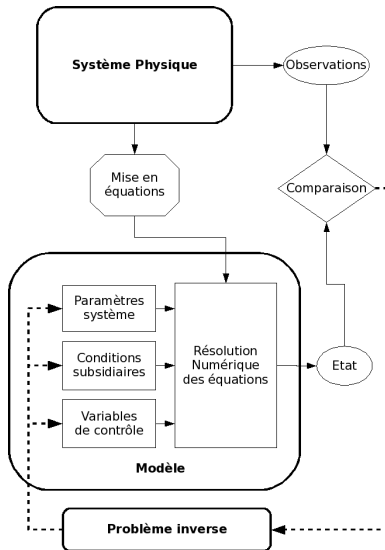 Système Physique
Observations
Mise en
équations
Comparaison
Paramètres
système
Conditions
subsidiaires
Variables
de contrôle
Résolution
Numérique
des équations
Etat
Modèle
Problème inverse